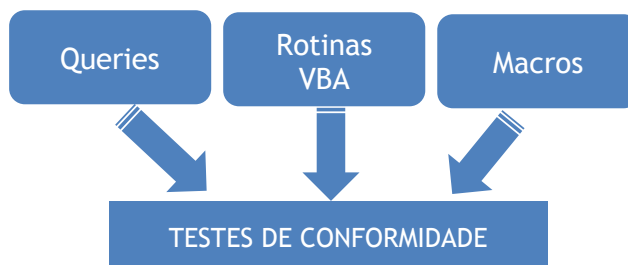 Queries
Rotinas
VBA
Macros
TESTES DE CONFORMIDADE